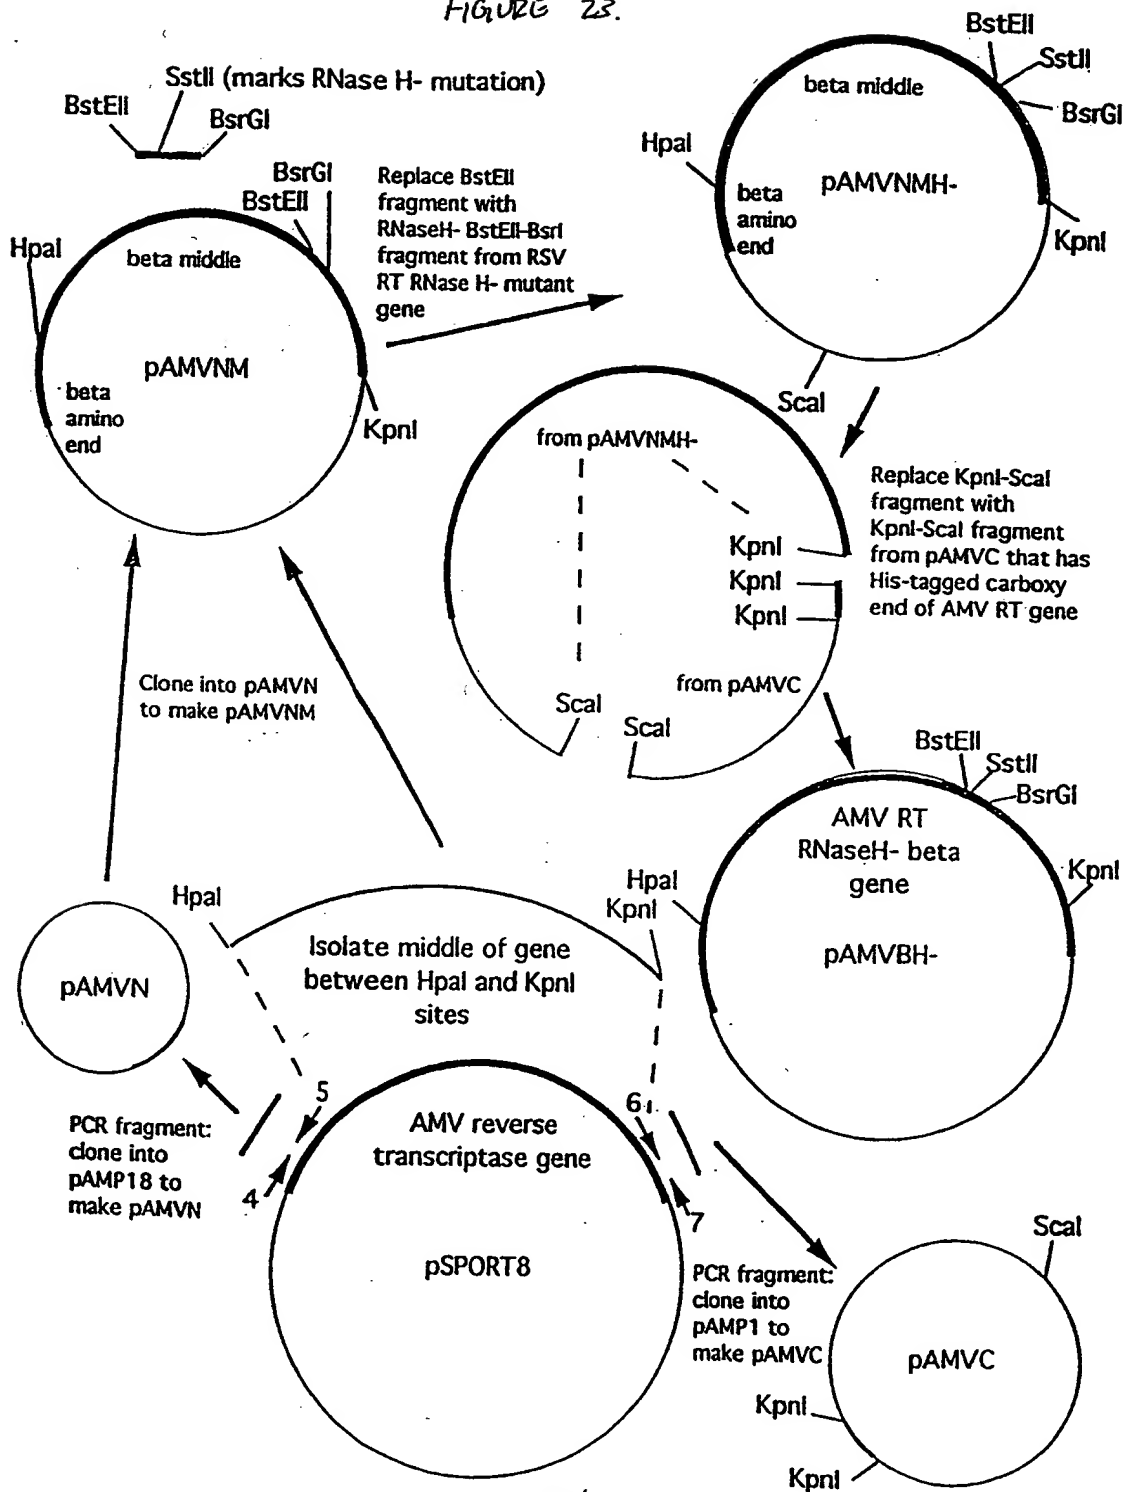 FIGURE 23.
SstII (marks RNase H- mutation)
BstEII
BsrGI
BsrGI
BstEII
HpaI
beta middle
pAMVNM
beta
amino
end
KpnI
Replace BstEII
fragment with
RNaseH- BstEII-BsrI
fragment from RSV
RT RNase H- mutant
gene
BstEII
SstII
BsrGI
beta middle
HpaI
pAMVNMH-
beta
amino
end
KpnI
ScaI
from pAMVNMH-
KpnI
KpnI
KpnI
Replace KpnI-ScaI
fragment with
KpnI-ScaI fragment
from pAMVC that has
His-tagged carboxy
end of AMV RT gene
from pAMVC
ScaI
ScaI
Clone into pAMVN
to make pAMVNM
BstEII
SstII
BsrGI
AMV RT
RNaseH- beta
gene
KpnI
HpaI
pAMVBH-
HpaI
KpnI
Isolate middle of gene
between HpaI and KpnI
sites
pAMVN
5
6
4
7
PCR fragment:
clone into
pAMP18 to
make pAMVN
AMV reverse
transcriptase gene
pSPORT8
PCR fragment:
clone into
pAMP1 to
make pAMVC
ScaI
pAMVC
KpnI
KpnI